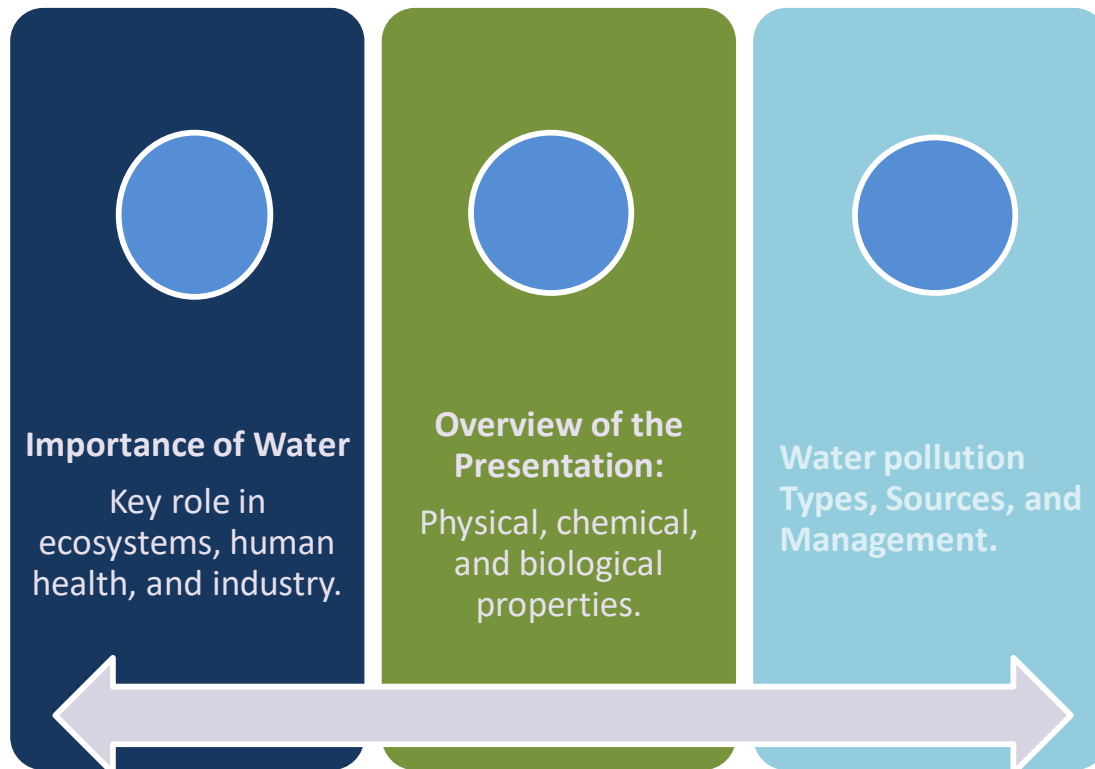 Importance of Water
Key role in
ecosystems, human
health, and industry.
Overview of the
Presentation:
Physical, chemical,
and biological
properties.
Water pollution
Types, Sources, and
Management.